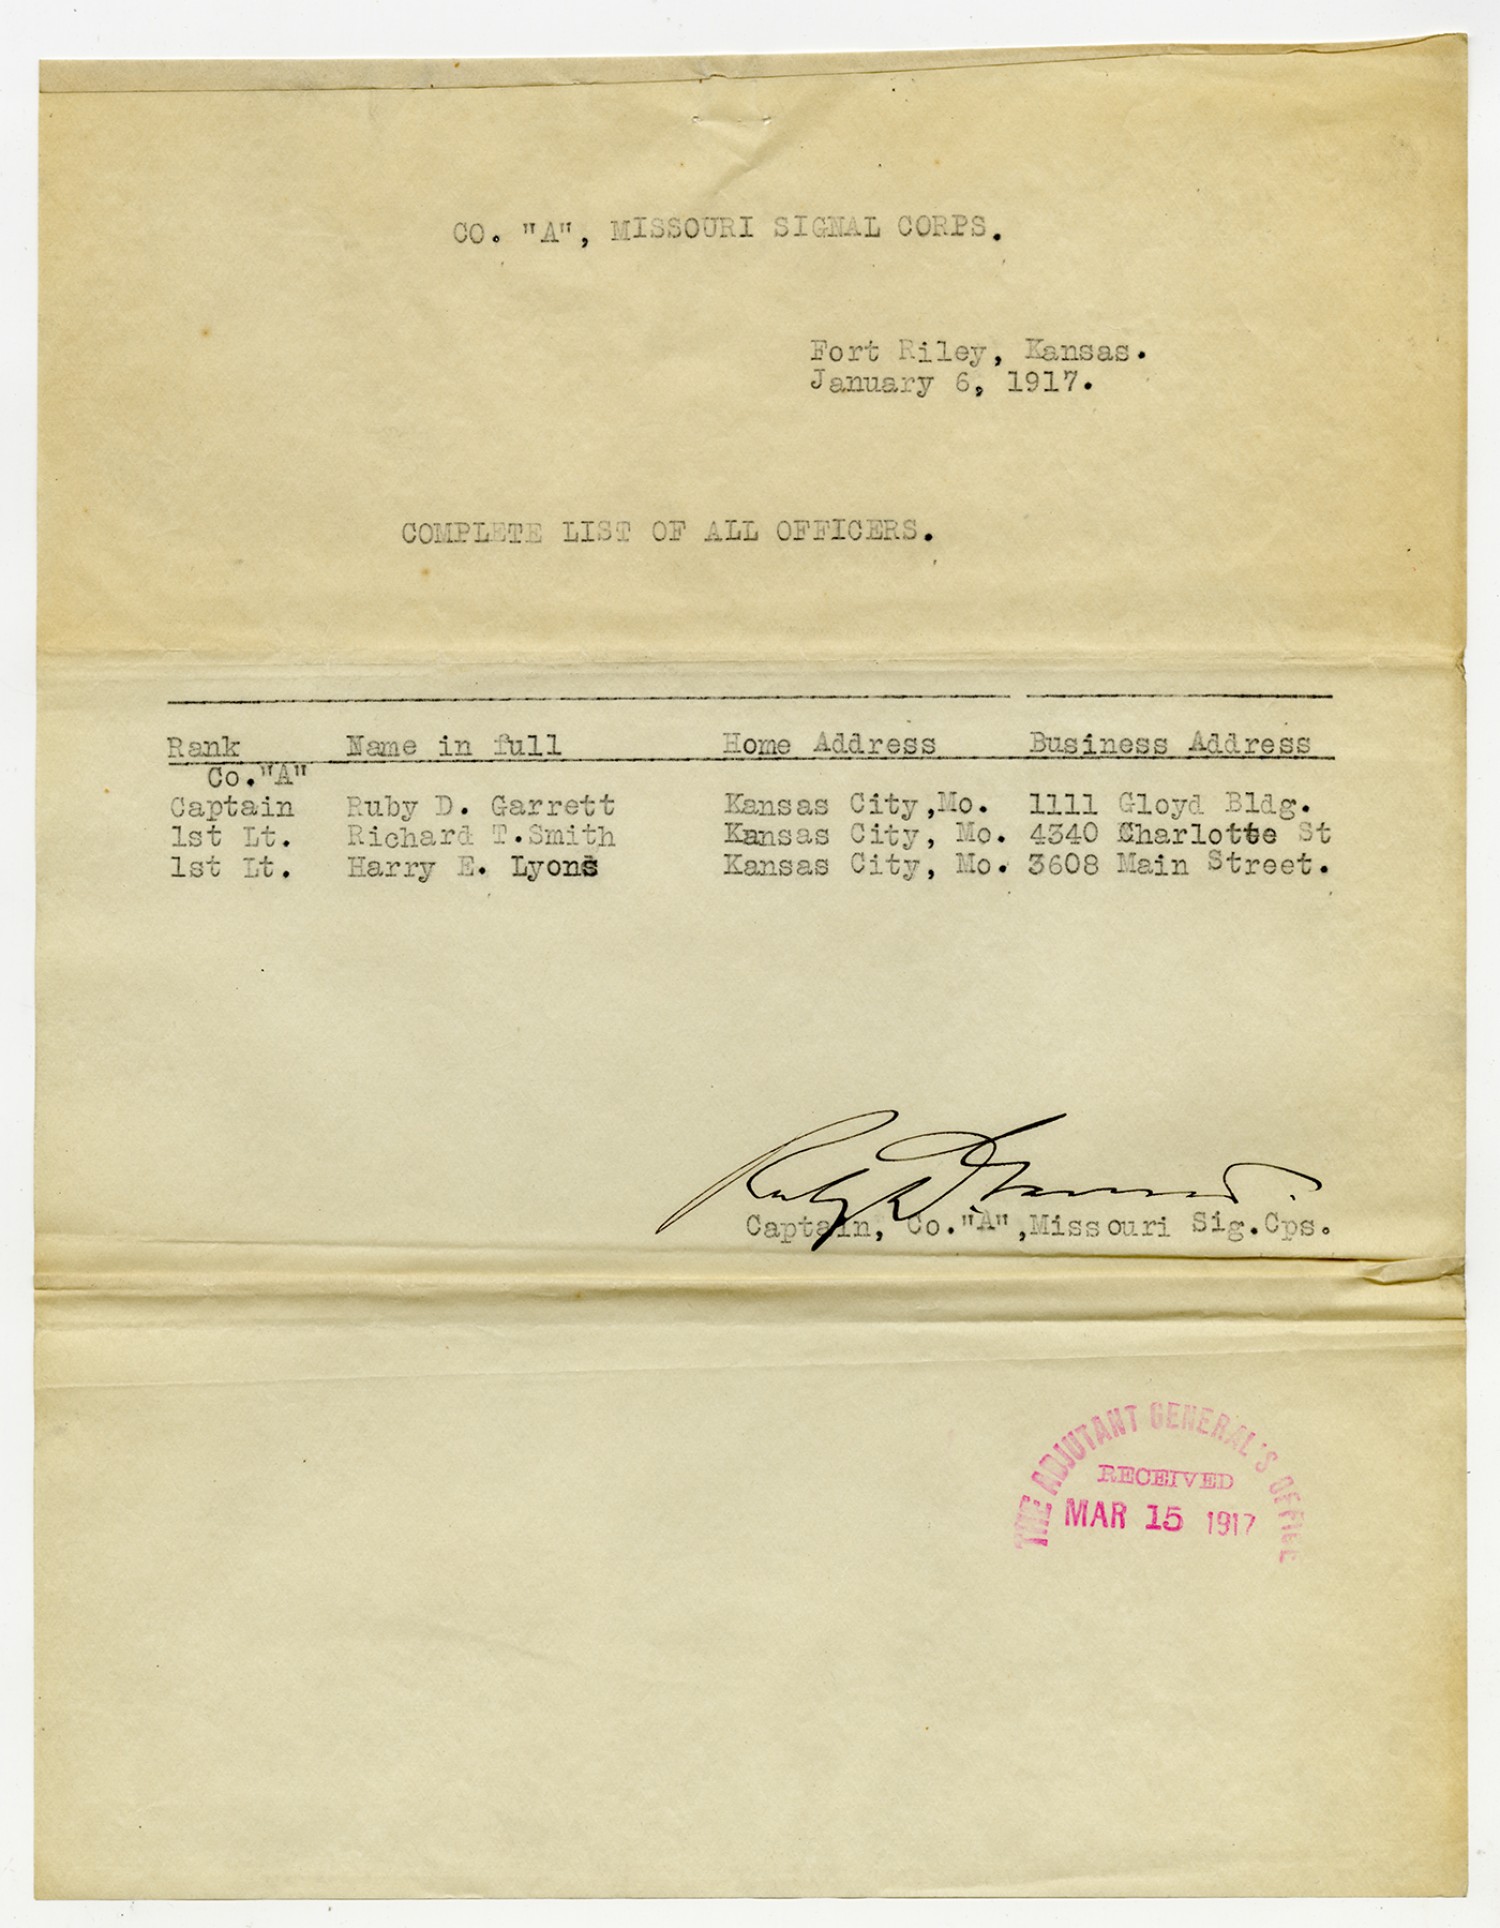 CO. "A", MISSOURI SIGNAL CORPS.
Fort Riley, Kansas.
January 6, 1917.
COMPLETE LIST OF ALL OFFICERS.
Rank Name in full Home Address Business Address
Co."A"
Captain Ruby D. Garrett Kansas City,Mo. 1111 Gloyd Bldg.
1st Lt. Richard T.Smith Kansas City, Mo. 4340 Charlotte St
1st Lt. Harry E. Lyons Kansas City, Mo. 3608 Main Street.
Ruby D. Garrett
Captain, Co."A",Missouri Sig.Cps.
THE ADJUTANT GENERAL'S OFFICE
RECEIVED
MAR 15 1917